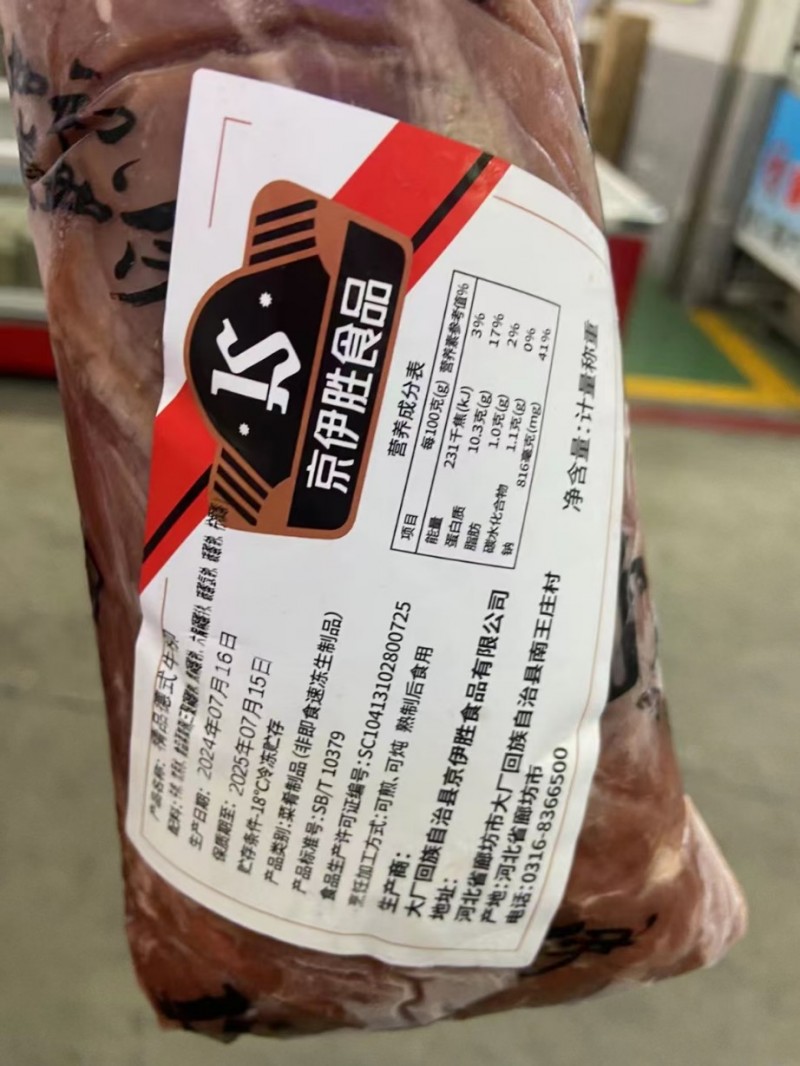 JS
京伊胜食品
营养成分表
项目 每100克(g) 营养素参考值%
能量 231千焦(kJ) 3%
蛋白质 10.3克(g) 17%
脂肪 1.0克(g) 2%
碳水化合物 1.1克(g) 0%
钠 816毫克(mg) 41%
净含量:计量称重
产品名称: 精品德式牛
生产日期: 2024年07月16日
保质期至: 2025年07月15日
贮存条件-18℃冷冻贮存
产品类别:菜肴制品(非即食速冻生制品)
产品标准号:SB/T 10379
食品生产许可证编号:SC10413102800725
烹饪加工方式:可煎、可炖 熟制后食用
生产商:
大厂回族自治县京伊胜食品有限公司
地址:
河北省廊坊市大厂回族自治县南王庄村
产地:河北省廊坊市
电话:0316-8366500